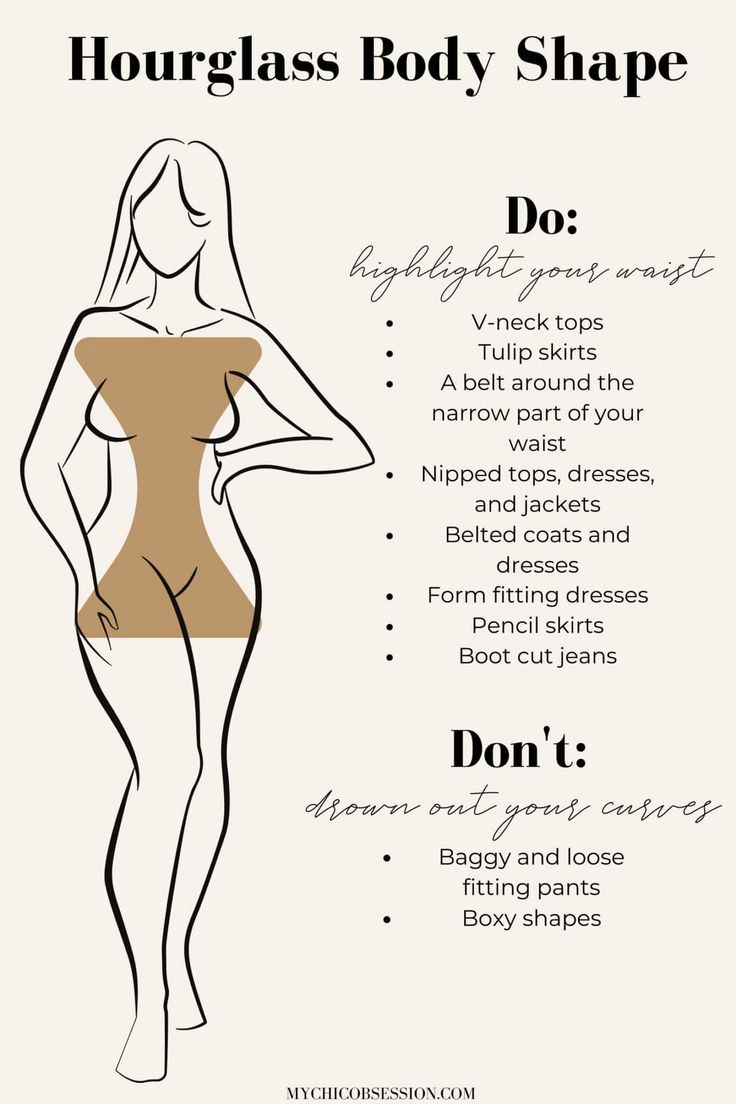 Hourglass Body Shape
Do:
highlight your waist
• V-neck tops
• Tulip skirts
• A belt around the
narrow part of your
waist
• Nipped tops, dresses,
and jackets
• Belted coats and
dresses
• Form fitting dresses
• Pencil skirts
• Boot cut jeans
Don't:
drown out your curves
• Baggy and loose
fitting pants
• Boxy shapes
MYCHICOBSESSION.COM